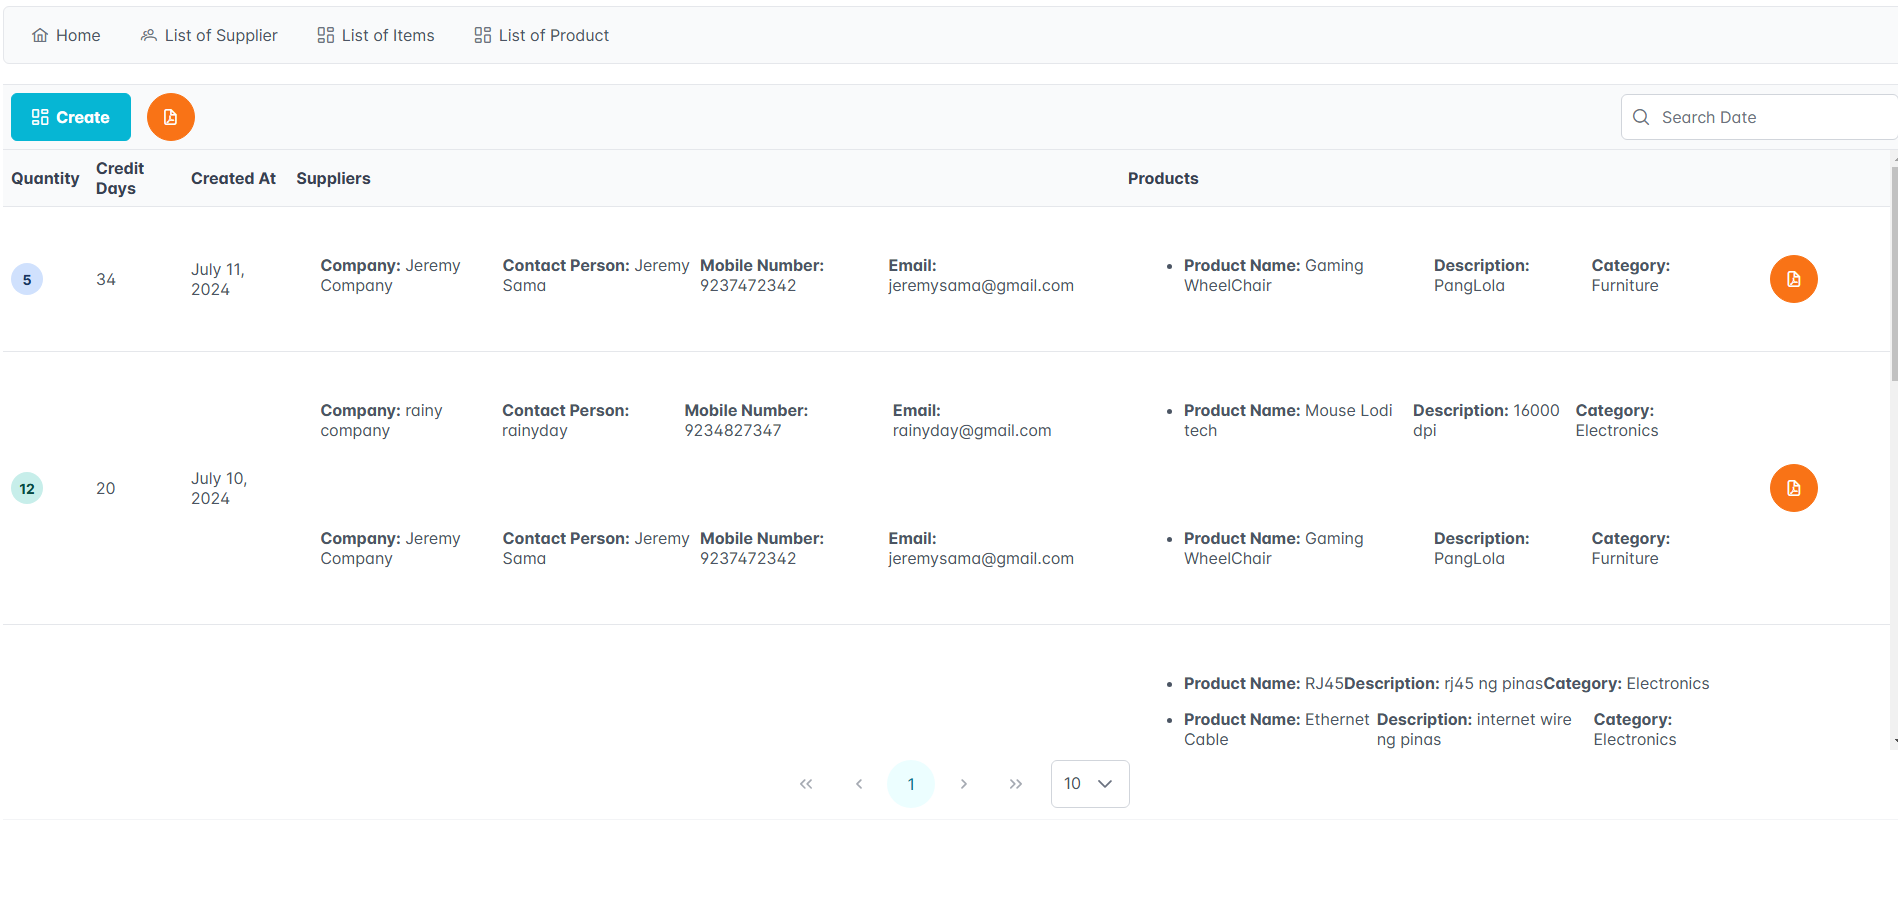 Home List of Supplier List of Items List of Product
Create Search Date
Quantity Credit Days Created At Suppliers Products
5 34 July 11, 2024
Company: Jeremy Company
Contact Person: Jeremy Sama
Mobile Number: 9237472342
Email: jeremysama@gmail.com
Product Name: Gaming WheelChair
Description: PangLola
Category: Furniture
12 20 July 10, 2024
Company: rainy company
Contact Person: rainyday
Mobile Number: 9234827347
Email: rainyday@gmail.com
Product Name: Mouse Lodi tech
Description: 16000 dpi
Category: Electronics
Company: Jeremy Company
Contact Person: Jeremy Sama
Mobile Number: 9237472342
Email: jeremysama@gmail.com
Product Name: Gaming WheelChair
Description: PangLola
Category: Furniture
Product Name: RJ45Description: rj45 ng pinasCategory: Electronics
Product Name: Ethernet Cable
Description: internet wire ng pinas
Category: Electronics
1 10